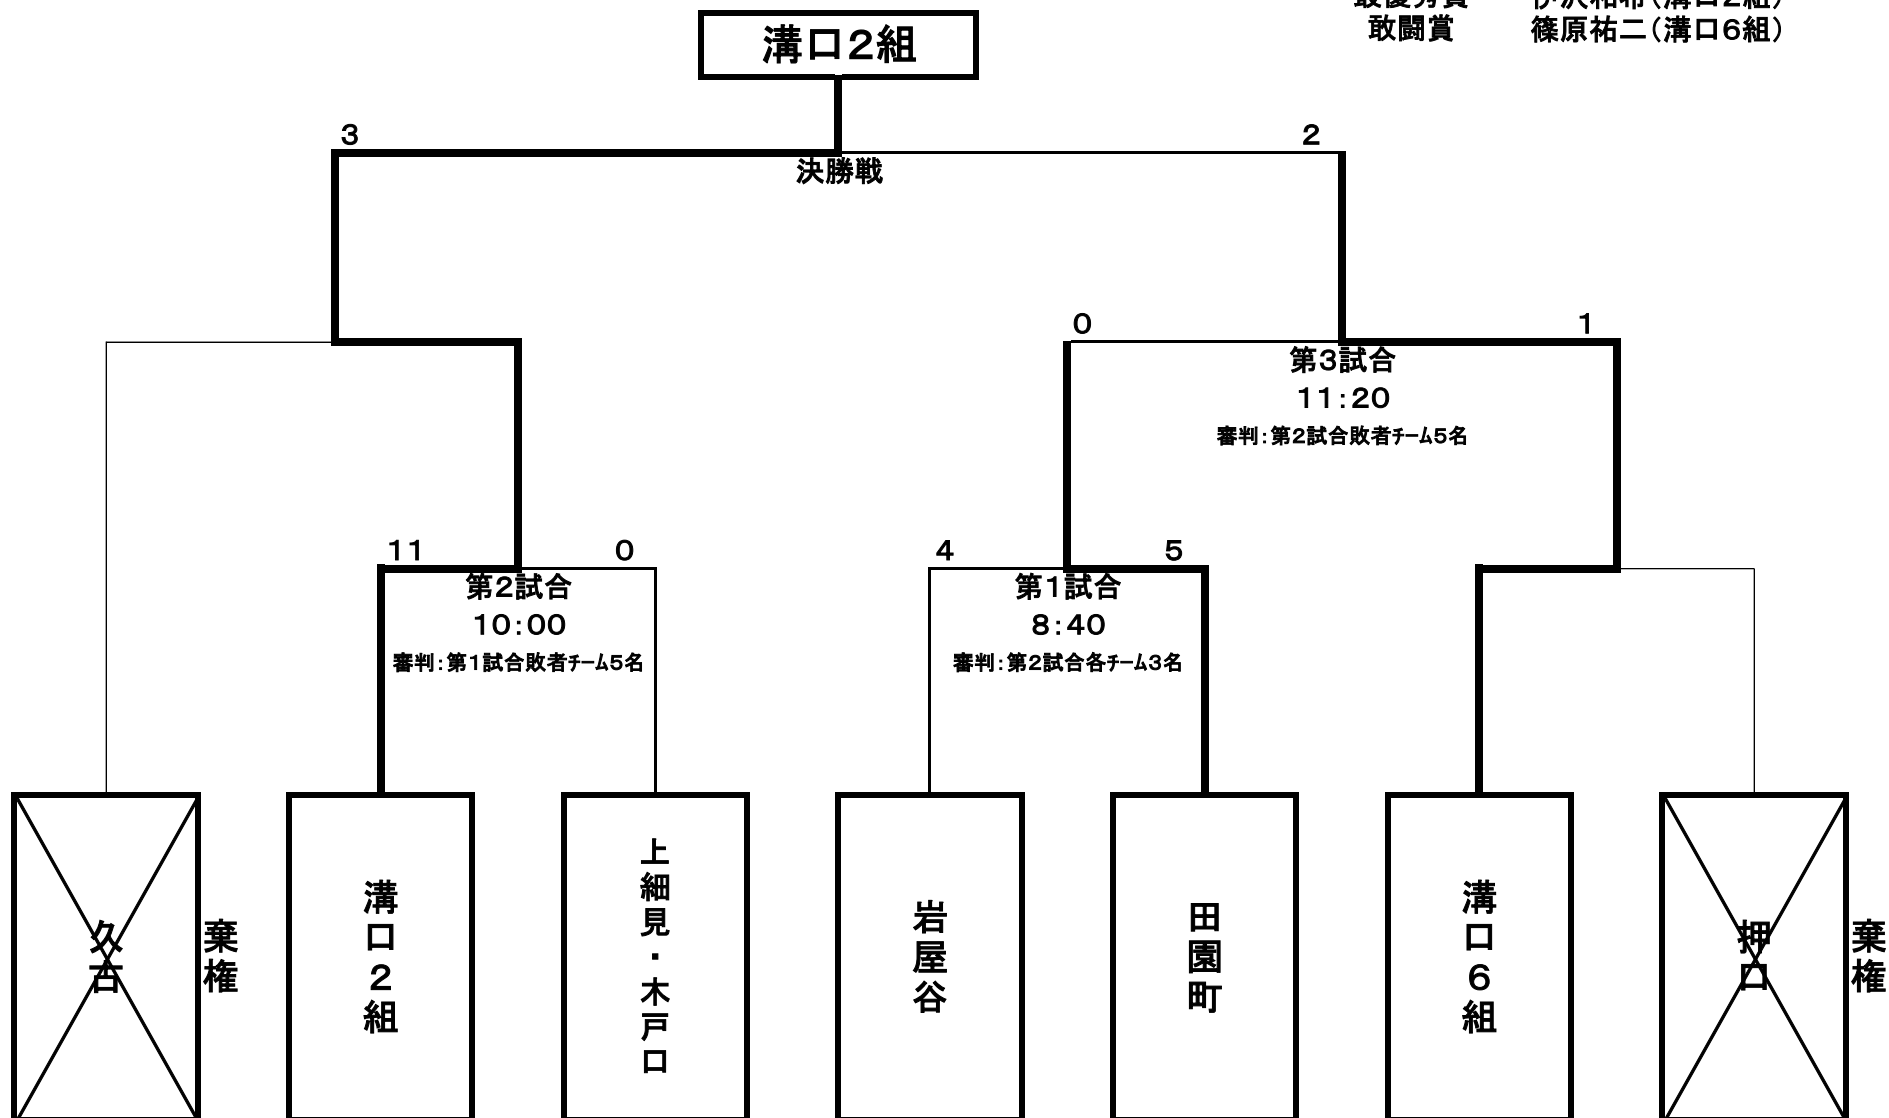 敢闘賞 篠原祐二（溝口６組）
溝口２組
3 2
決勝戦
0 1
第３試合
１１：２０
審判：第２試合敗者ﾁｰﾑ５名
11 0 4 5
第２試合
１０：００
審判：第１試合敗者ﾁｰﾑ５名
第１試合
８：４０
審判：第２試合各ﾁｰﾑ３名
久古
棄権
溝口２組
上細見・木戸口
岩屋谷
田園町
溝口６組
押口
棄権